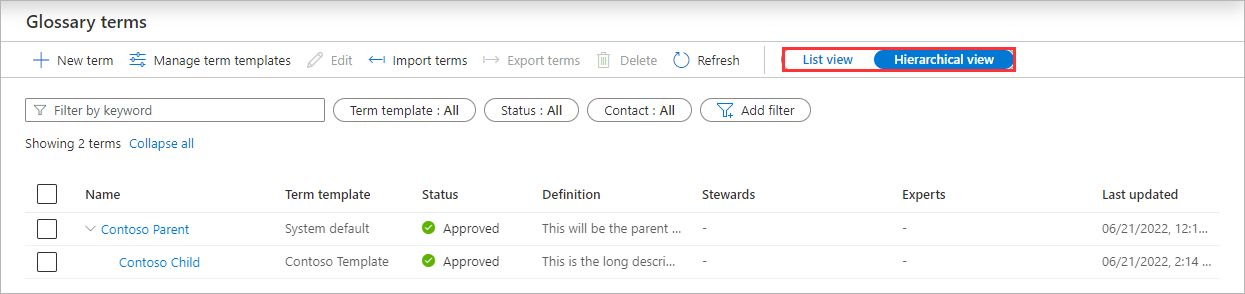 Glossary terms
New term Manage term templates Edit Import terms Export terms Delete Refresh List view Hierarchical view
Filter by keyword Term template : All Status : All Contact : All Add filter
Showing 2 terms Collapse all
Name Term template Status Definition Stewards Experts Last updated
Contoso Parent System default Approved This will be the parent ... - - 06/21/2022, 12:1...
Contoso Child Contoso Template Approved This is the long descri... - - 06/21/2022, 2:14 ...